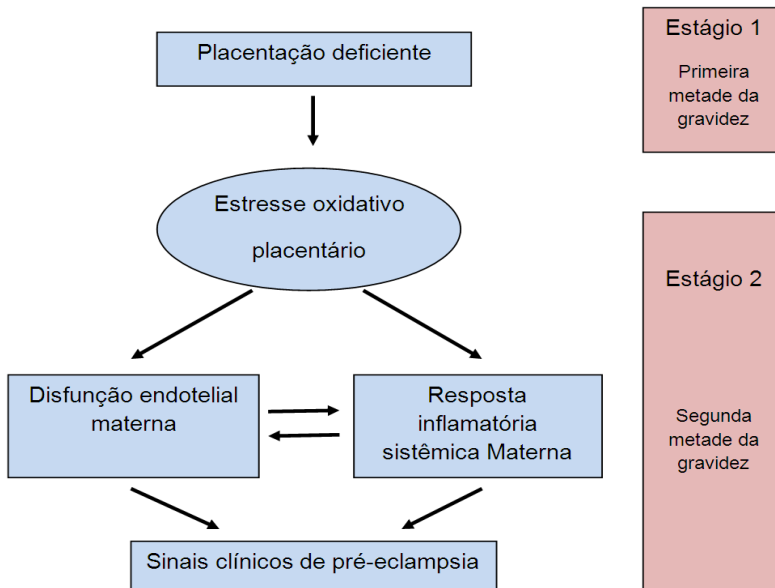 Placentação deficiente
Estresse oxidativo
placentário
Disfunção endotelial
materna
Resposta
inflamatória
sistêmica Materna
Sinais clínicos de pré-eclampsia
Estágio 1
Primeira
metade da
gravidez
Estágio 2
Segunda
metade da
gravidez